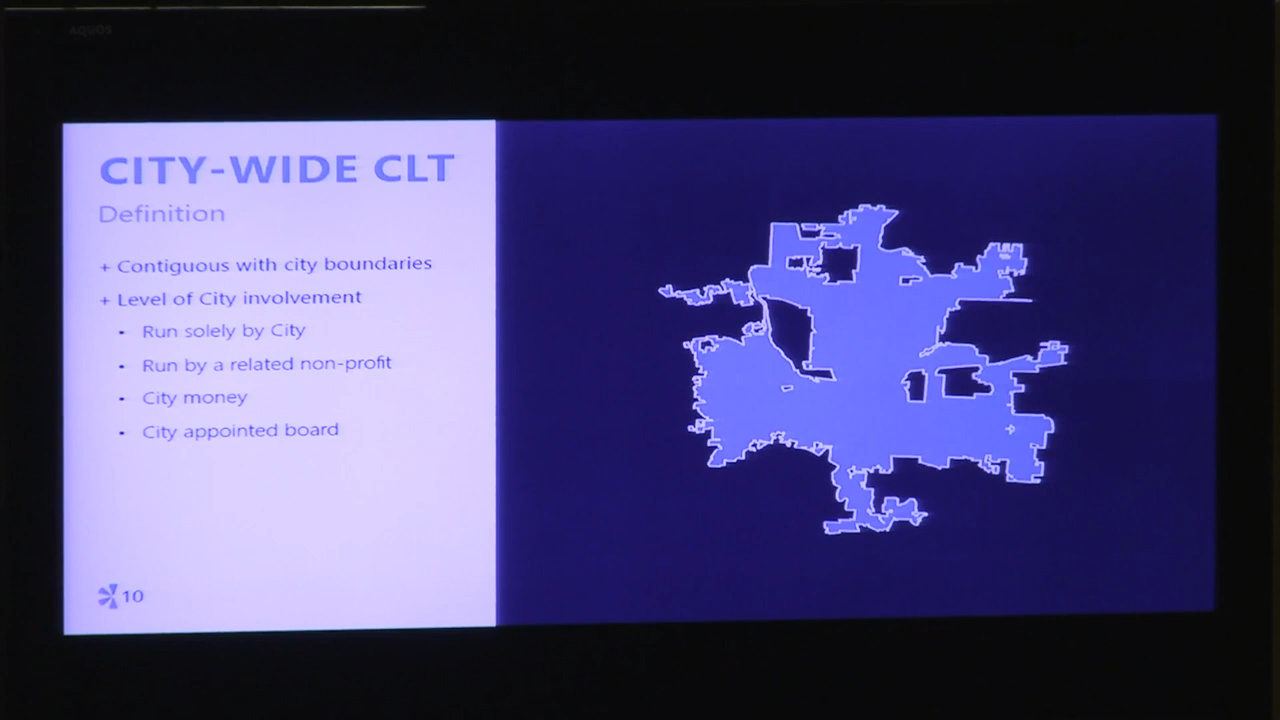 AQUOS
CITY-WIDE CLT
Definition
+ Contiguous with city boundaries
+ Level of City involvement
• Run solely by City
• Run by a related non-profit
• City money
• City appointed board
10